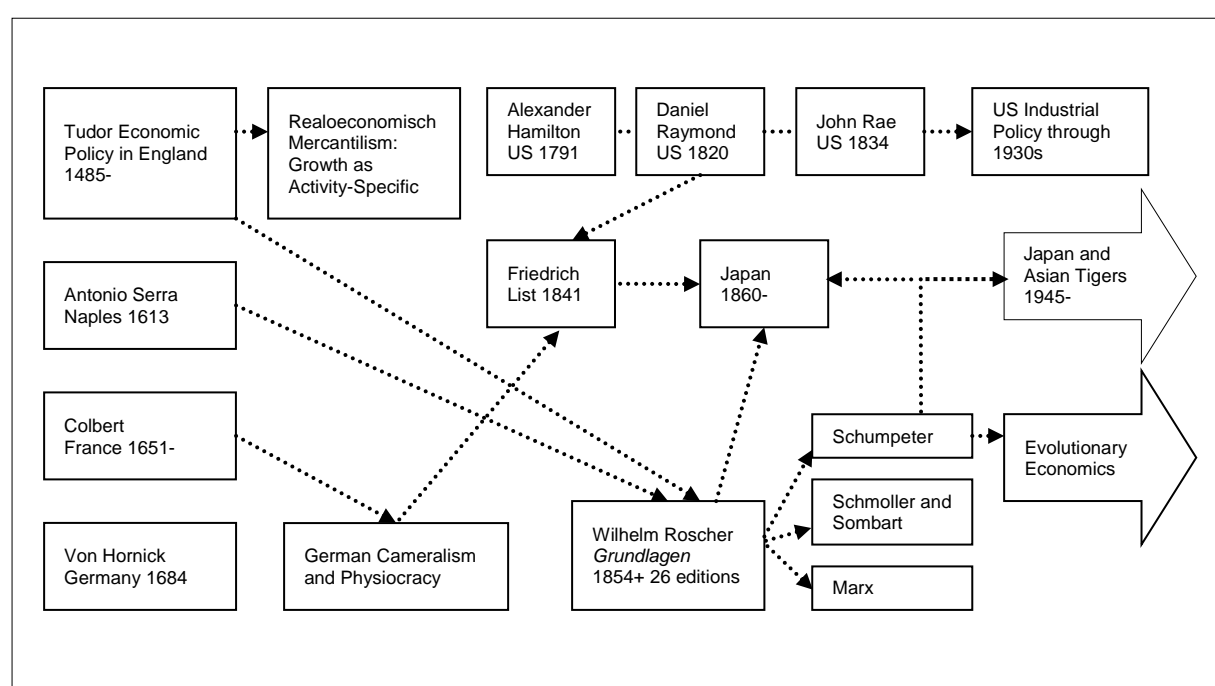 Tudor Economic
Policy in England
1485-
Realoeconomisch
Mercantilism:
Growth as
Activity-Specific
Alexander
Hamilton
US 1791
Daniel
Raymond
US 1820
John Rae
US 1834
US Industrial
Policy through
1930s
Antonio Serra
Naples 1613
Friedrich
List 1841
Japan
1860-
Japan and
Asian Tigers
1945-
Colbert
France 1651-
Schumpeter
Evolutionary
Economics
Von Hornick
Germany 1684
German Cameralism
and Physiocracy
Wilhelm Roscher
Grundlagen
1854+ 26 editions
Schmoller and
Sombart
Marx